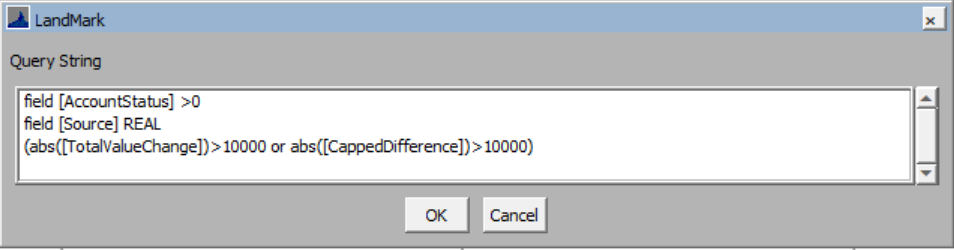 LandMark
Query String
field [AccountStatus] >0
field [Source] REAL
(abs([TotalValueChange])>10000 or abs([CappedDifference])>10000)
OK
Cancel